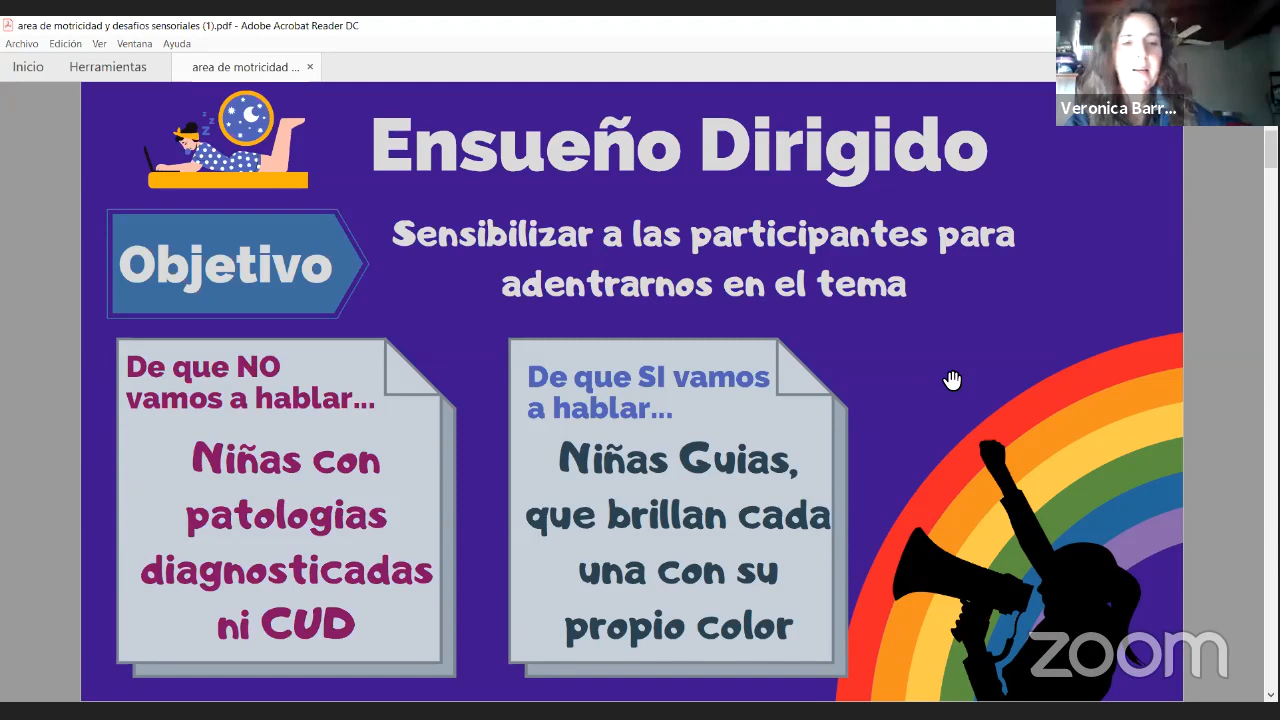 area de motricidad y desafios sensoriales (1).pdf - Adobe Acrobat Reader DC
Archivo Edición Ver Ventana Ayuda
Inicio Herramientas area de motricidad ... ×
Veronica Barr...
Ensueño Dirigido
Objetivo
Sensibilizar a las participantes para
adentrarnos en el tema
De que NO
vamos a hablar...
Niñas con
patologias
diagnosticadas
ni CUD
De que SI vamos
a hablar...
Niñas Guias,
que brillan cada
una con su
propio color
zoom